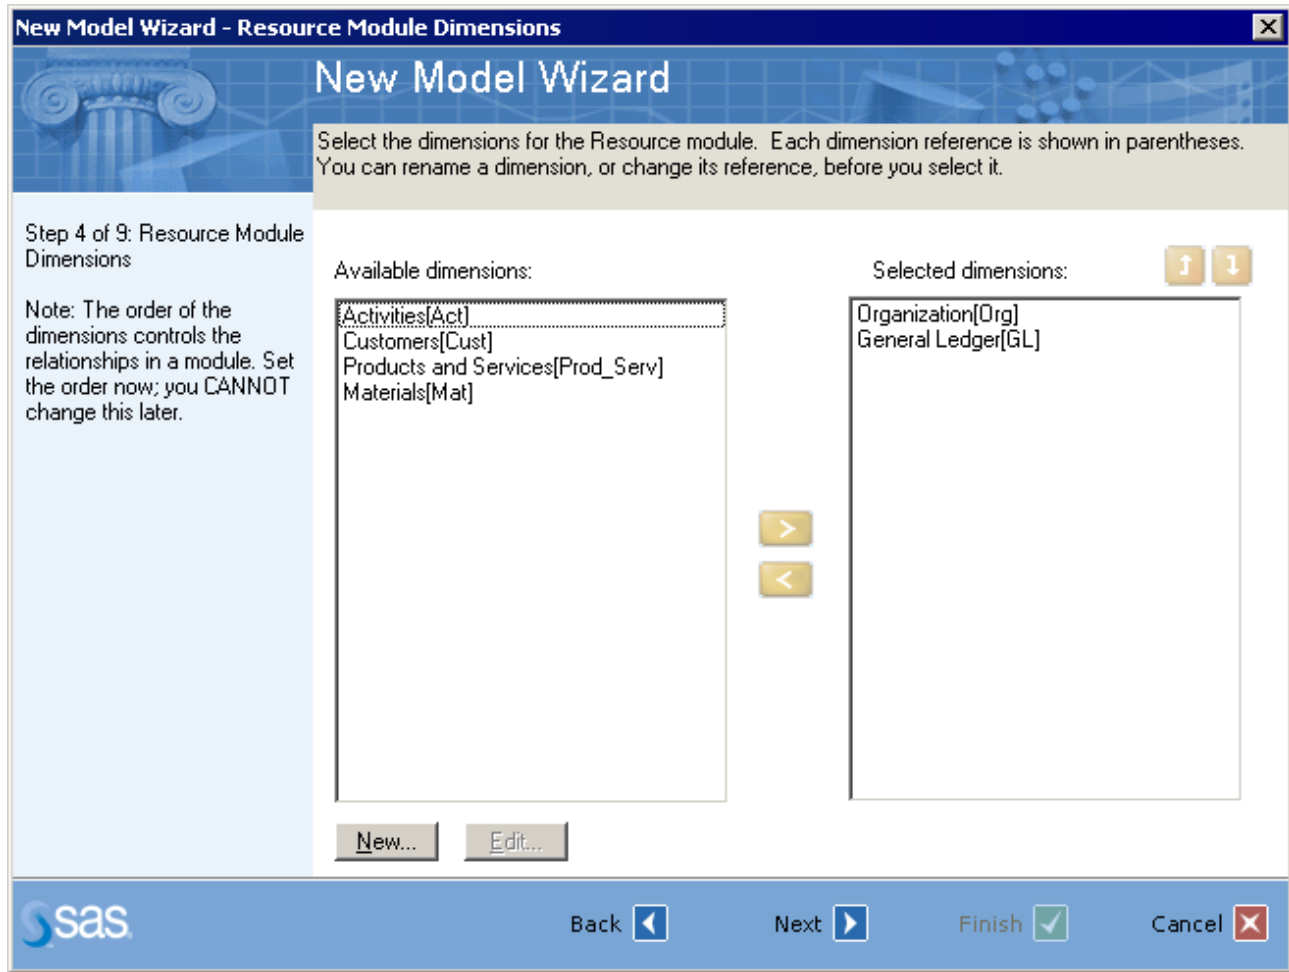 New Model Wizard - Resource Module Dimensions
New Model Wizard
Select the dimensions for the Resource module. Each dimension reference is shown in parentheses.
You can rename a dimension, or change its reference, before you select it.
Step 4 of 9: Resource Module
Dimensions
Note: The order of the
dimensions controls the
relationships in a module. Set
the order now; you CANNOT
change this later.
Available dimensions:
Activities[Act]
Customers[Cust]
Products and Services[Prod_Serv]
Materials[Mat]
>
<
Selected dimensions:
Organization[Org]
General Ledger[GL]
New...
Edit...
sas
Back
Next
Finish
Cancel